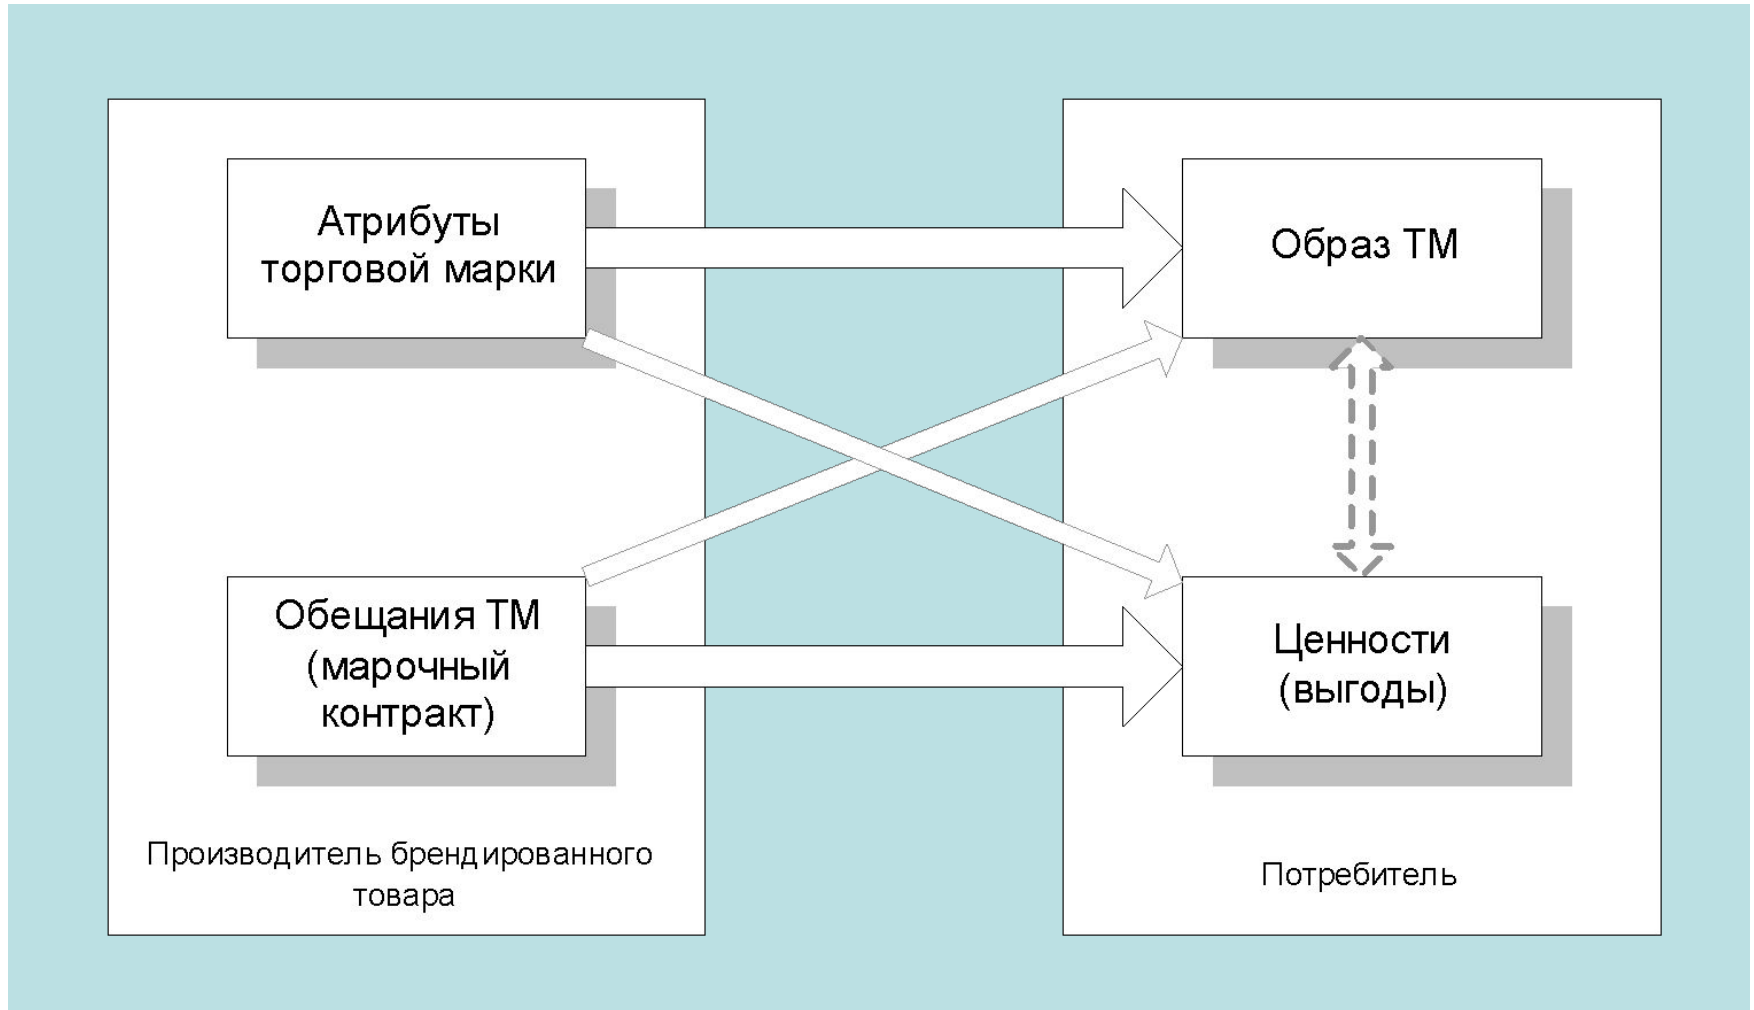 Атрибуты
торговой марки
Образ ТМ
Обещания ТМ
(марочный
контракт)
Ценности
(выгоды)
Производитель брендированного
товара
Потребитель